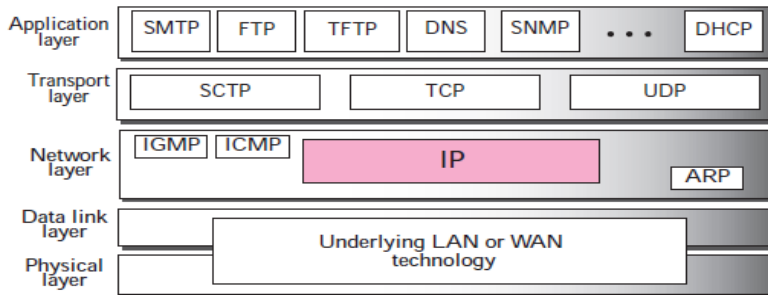 Application
layer
SMTP FTP TFTP DNS SNMP • • • DHCP
Transport
layer
SCTP TCP UDP
Network
layer
IGMP ICMP IP ARP
Data link
layer
Underlying LAN or WAN
technology
Physical
layer